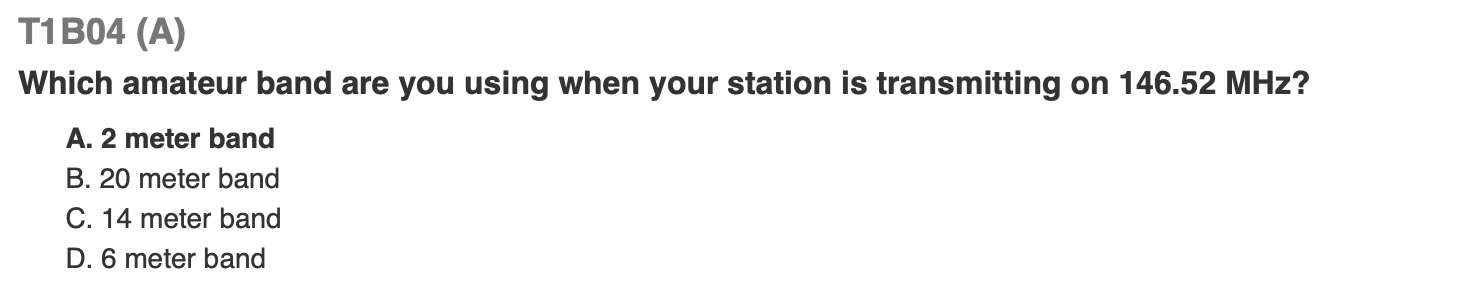 T1B04 (A)
Which amateur band are you using when your station is transmitting on 146.52 MHz?
A. 2 meter band
B. 20 meter band
C. 14 meter band
D. 6 meter band